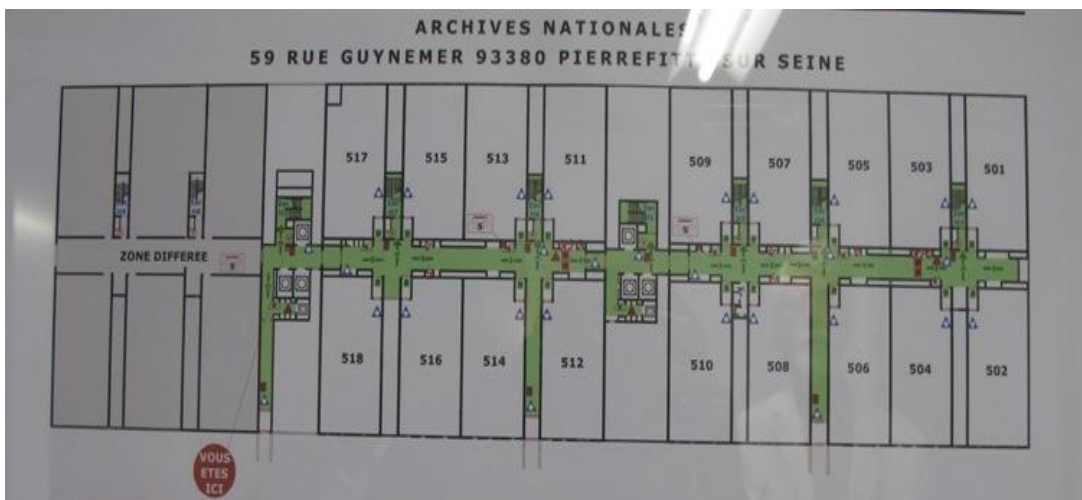 ARCHIVES NATIONALES
59 RUE GUYNEMER 93380 PIERREFITTE SUR SEINE
517 515 513 511 509 507 505 503 501
ZONE DIFFEREE
518 516 514 512 510 508 506 504 502
VOUS
ETES
ICI